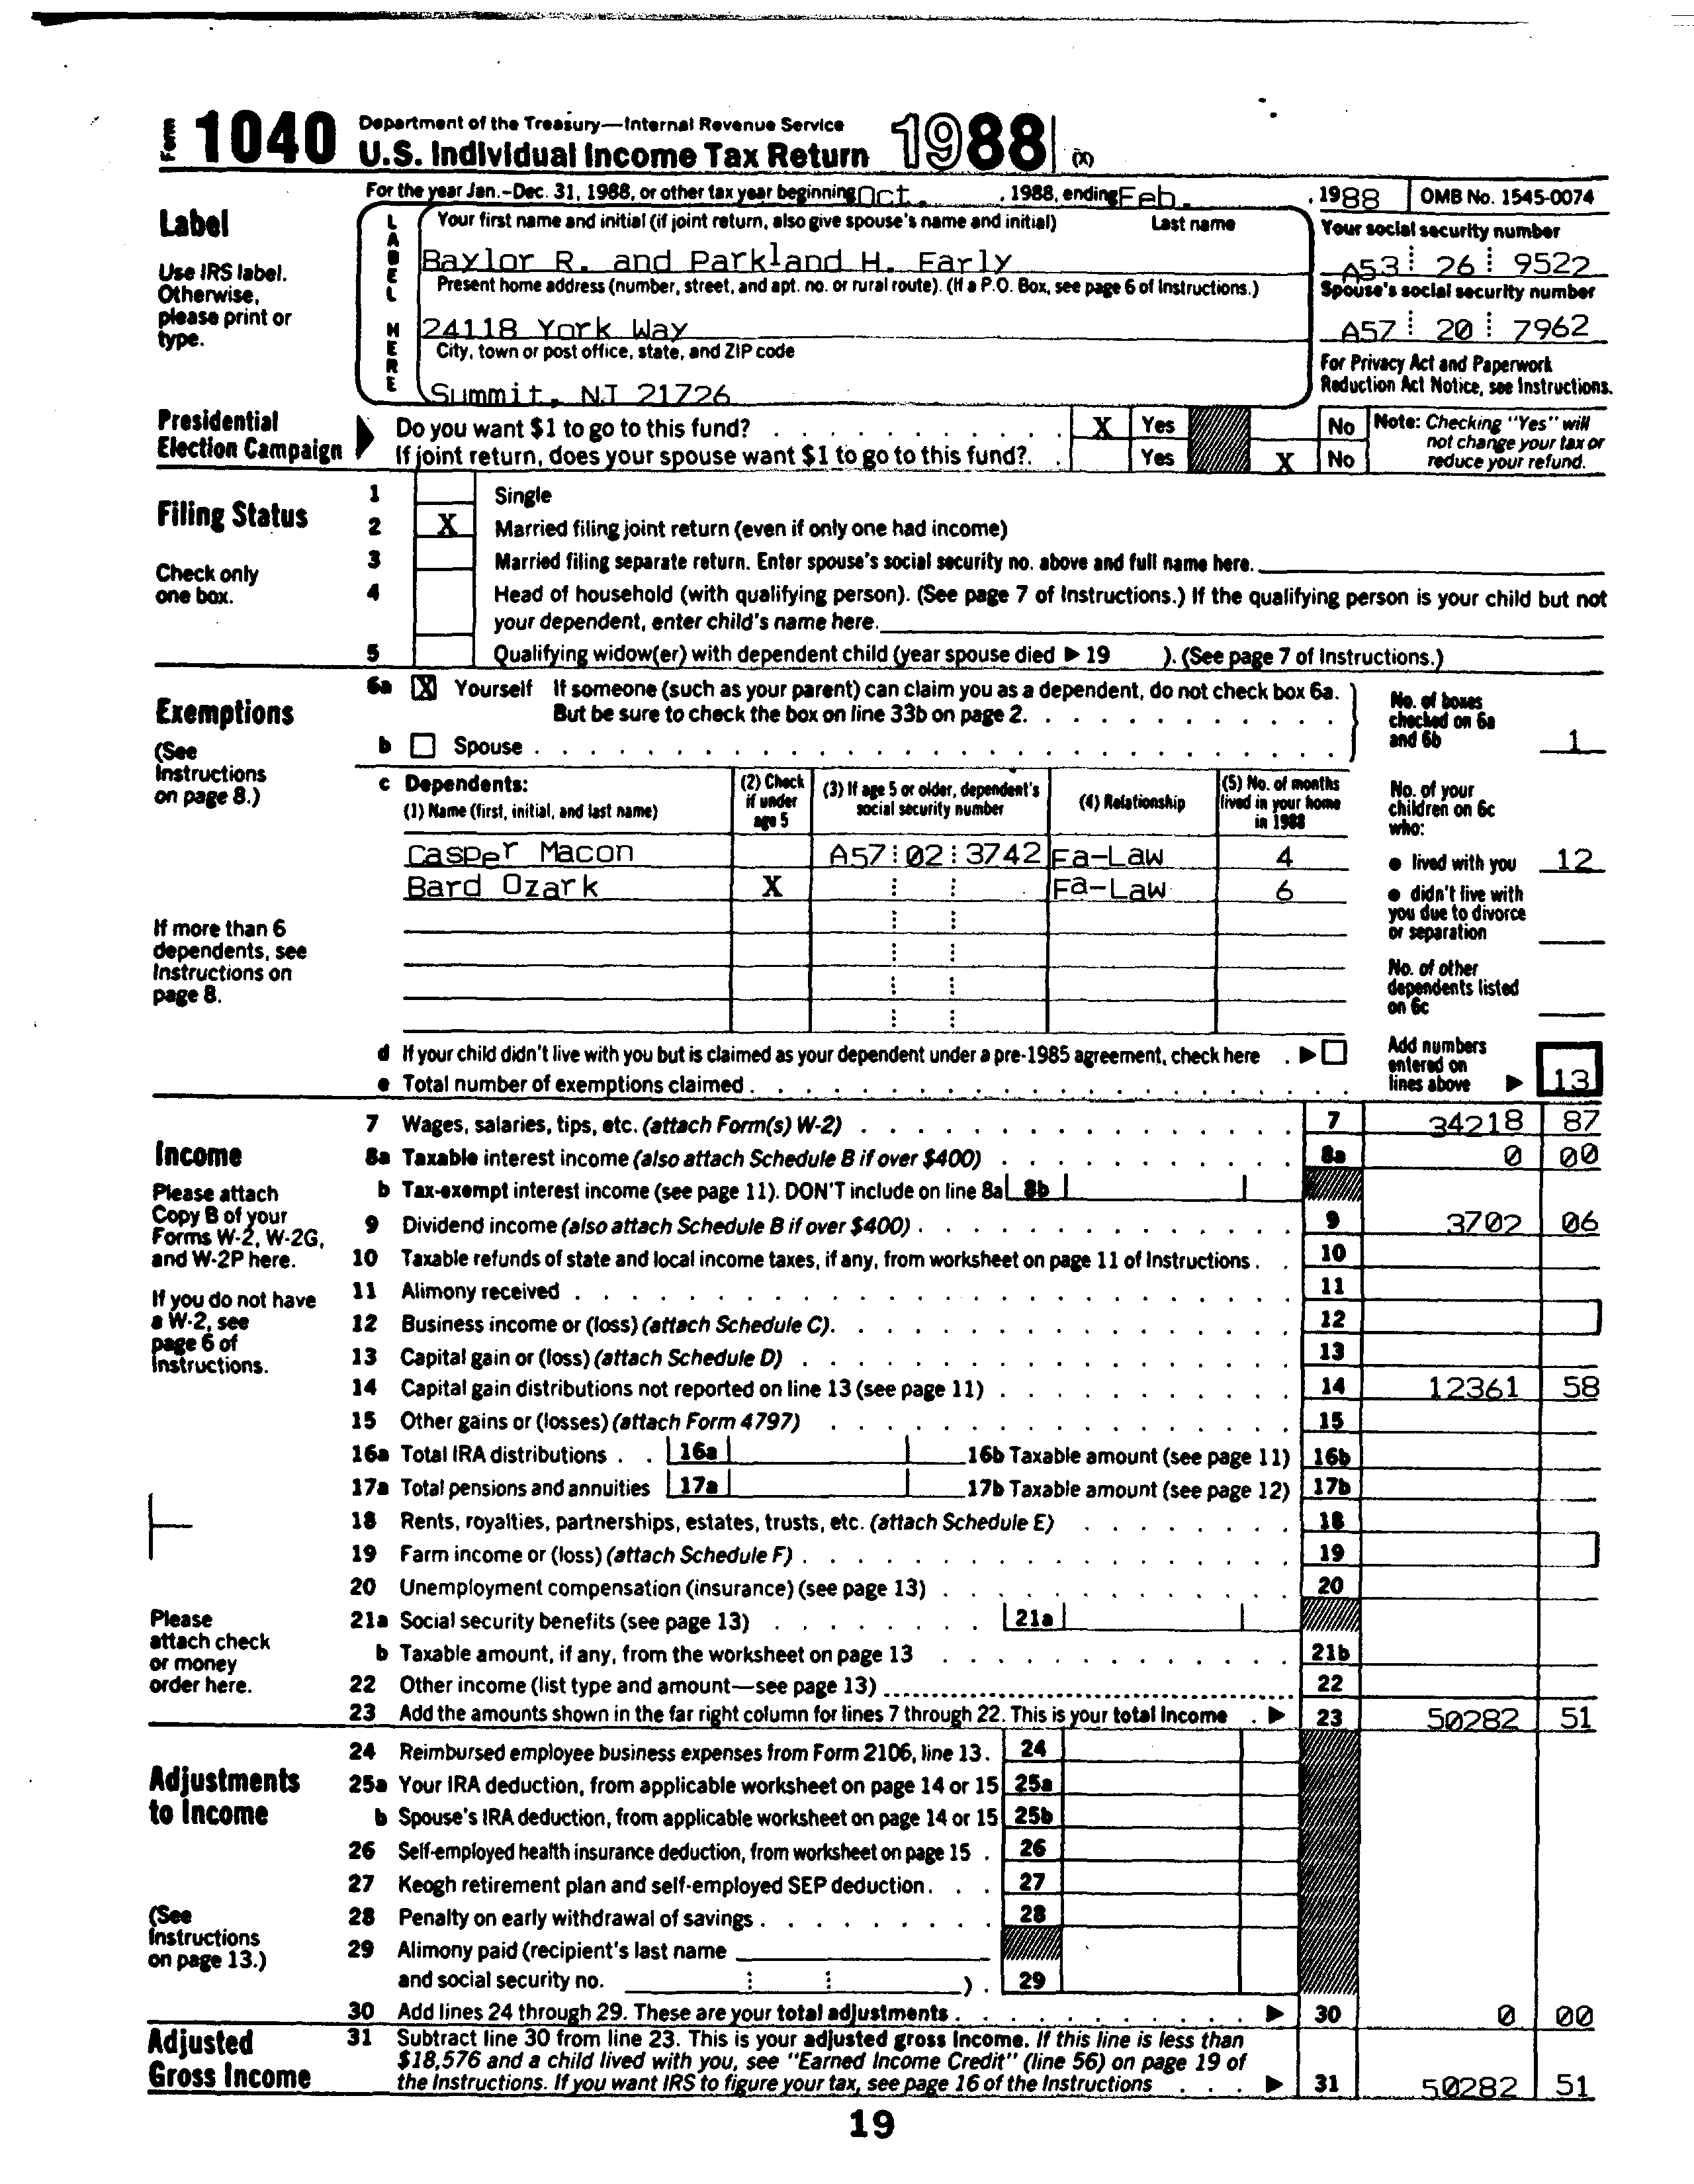 Form 1040 Department of the Treasury—Internal Revenue Service
U.S. Individual Income Tax Return 1988 (X)
For the year Jan.-Dec. 31, 1988, or other tax year beginning Oct. , 1988, ending Feb. , 1988 OMB No. 1545-0074
Label
Use IRS label.
Otherwise,
please print or
type.
LABEL HERE
Your first name and initial (if joint return, also give spouse's name and initial) Last name
Baylor R. and Parkland H. Early
Present home address (number, street, and apt. no. or rural route). (If a P.O. Box, see page 6 of Instructions.)
24118 York Way
City, town or post office, state, and ZIP code
Summit, NJ 21726
Your social security number
A53 26 9522
Spouse's social security number
A57 20 7962
For Privacy Act and Paperwork
Reduction Act Notice, see Instructions.
Presidential
Election Campaign
Do you want $1 to go to this fund? X Yes No
If joint return, does your spouse want $1 to go to this fund?. Yes X No
Note: Checking "Yes" will
not change your tax or
reduce your refund.
Filing Status
Check only
one box.
1 Single
2 X Married filing joint return (even if only one had income)
3 Married filing separate return. Enter spouse's social security no. above and full name here.
4 Head of household (with qualifying person). (See page 7 of Instructions.) If the qualifying person is your child but not
your dependent, enter child's name here.
5 Qualifying widow(er) with dependent child (year spouse died ▶ 19 ). (See page 7 of Instructions.)
Exemptions
(See
Instructions
on page 8.)
6a X Yourself If someone (such as your parent) can claim you as a dependent, do not check box 6a.
But be sure to check the box on line 33b on page 2.
b Spouse
No. of boxes
checked on 6a
and 6b 1
c Dependents:
(1) Name (first, initial, and last name)
(2) Check
if under
age 5
(3) If age 5 or older, dependent's
social security number
(4) Relationship
(5) No. of months
lived in your home
in 1988
Casper Macon A57 02 3742 Fa-Law 4
Bard Ozark X Fa-Law 6
If more than 6
dependents, see
Instructions on
page 8.
No. of your
children on 6c
who:
● lived with you 12
● didn't live with
you due to divorce
or separation
No. of other
dependents listed
on 6c
d If your child didn't live with you but is claimed as your dependent under a pre-1985 agreement, check here ▶
e Total number of exemptions claimed
Add numbers
entered on
lines above ▶ 13
Income
Please attach
Copy B of your
Forms W-2, W-2G,
and W-2P here.
If you do not have
a W-2, see
page 6 of
Instructions.
Please
attach check
or money
order here.
7 Wages, salaries, tips, etc. (attach Form(s) W-2) 7 34218 87
8a Taxable interest income (also attach Schedule B if over $400) 8a 0 00
b Tax-exempt interest income (see page 11). DON'T include on line 8a 8b
9 Dividend income (also attach Schedule B if over $400) 9 3702 06
10 Taxable refunds of state and local income taxes, if any, from worksheet on page 11 of Instructions 10
11 Alimony received 11
12 Business income or (loss) (attach Schedule C). 12
13 Capital gain or (loss) (attach Schedule D) 13
14 Capital gain distributions not reported on line 13 (see page 11) 14 12361 58
15 Other gains or (losses) (attach Form 4797) 15
16a Total IRA distributions 16a 16b Taxable amount (see page 11) 16b
17a Total pensions and annuities 17a 17b Taxable amount (see page 12) 17b
18 Rents, royalties, partnerships, estates, trusts, etc. (attach Schedule E) 18
19 Farm income or (loss) (attach Schedule F) 19
20 Unemployment compensation (insurance) (see page 13) 20
21a Social security benefits (see page 13) 21a
b Taxable amount, if any, from the worksheet on page 13 21b
22 Other income (list type and amount—see page 13) 22
23 Add the amounts shown in the far right column for lines 7 through 22. This is your total income ▶ 23 50282 51
Adjustments
to Income
(See
Instructions
on page 13.)
24 Reimbursed employee business expenses from Form 2106, line 13. 24
25a Your IRA deduction, from applicable worksheet on page 14 or 15 25a
b Spouse's IRA deduction, from applicable worksheet on page 14 or 15 25b
26 Self-employed health insurance deduction, from worksheet on page 15 26
27 Keogh retirement plan and self-employed SEP deduction 27
28 Penalty on early withdrawal of savings 28
29 Alimony paid (recipient's last name
and social security no. ) 29
30 Add lines 24 through 29. These are your total adjustments ▶ 30 0 00
Adjusted
Gross Income
31 Subtract line 30 from line 23. This is your adjusted gross income. If this line is less than
$18,576 and a child lived with you, see "Earned Income Credit" (line 56) on page 19 of
the Instructions. If you want IRS to figure your tax, see page 16 of the Instructions ▶ 31 50282 51
19